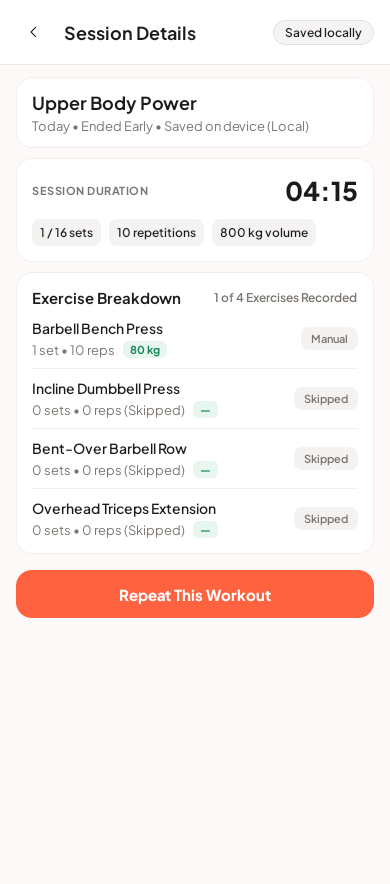 Session Details
Saved locally
Upper Body Power
Today • Ended Early • Saved on device (Local)
SESSION DURATION
04:15
1 / 16 sets
10 repetitions
800 kg volume
Exercise Breakdown
1 of 4 Exercises Recorded
Barbell Bench Press
1 set • 10 reps
80 kg
Manual
Incline Dumbbell Press
0 sets • 0 reps (Skipped)
—
Skipped
Bent-Over Barbell Row
0 sets • 0 reps (Skipped)
—
Skipped
Overhead Triceps Extension
0 sets • 0 reps (Skipped)
—
Skipped
Repeat This Workout